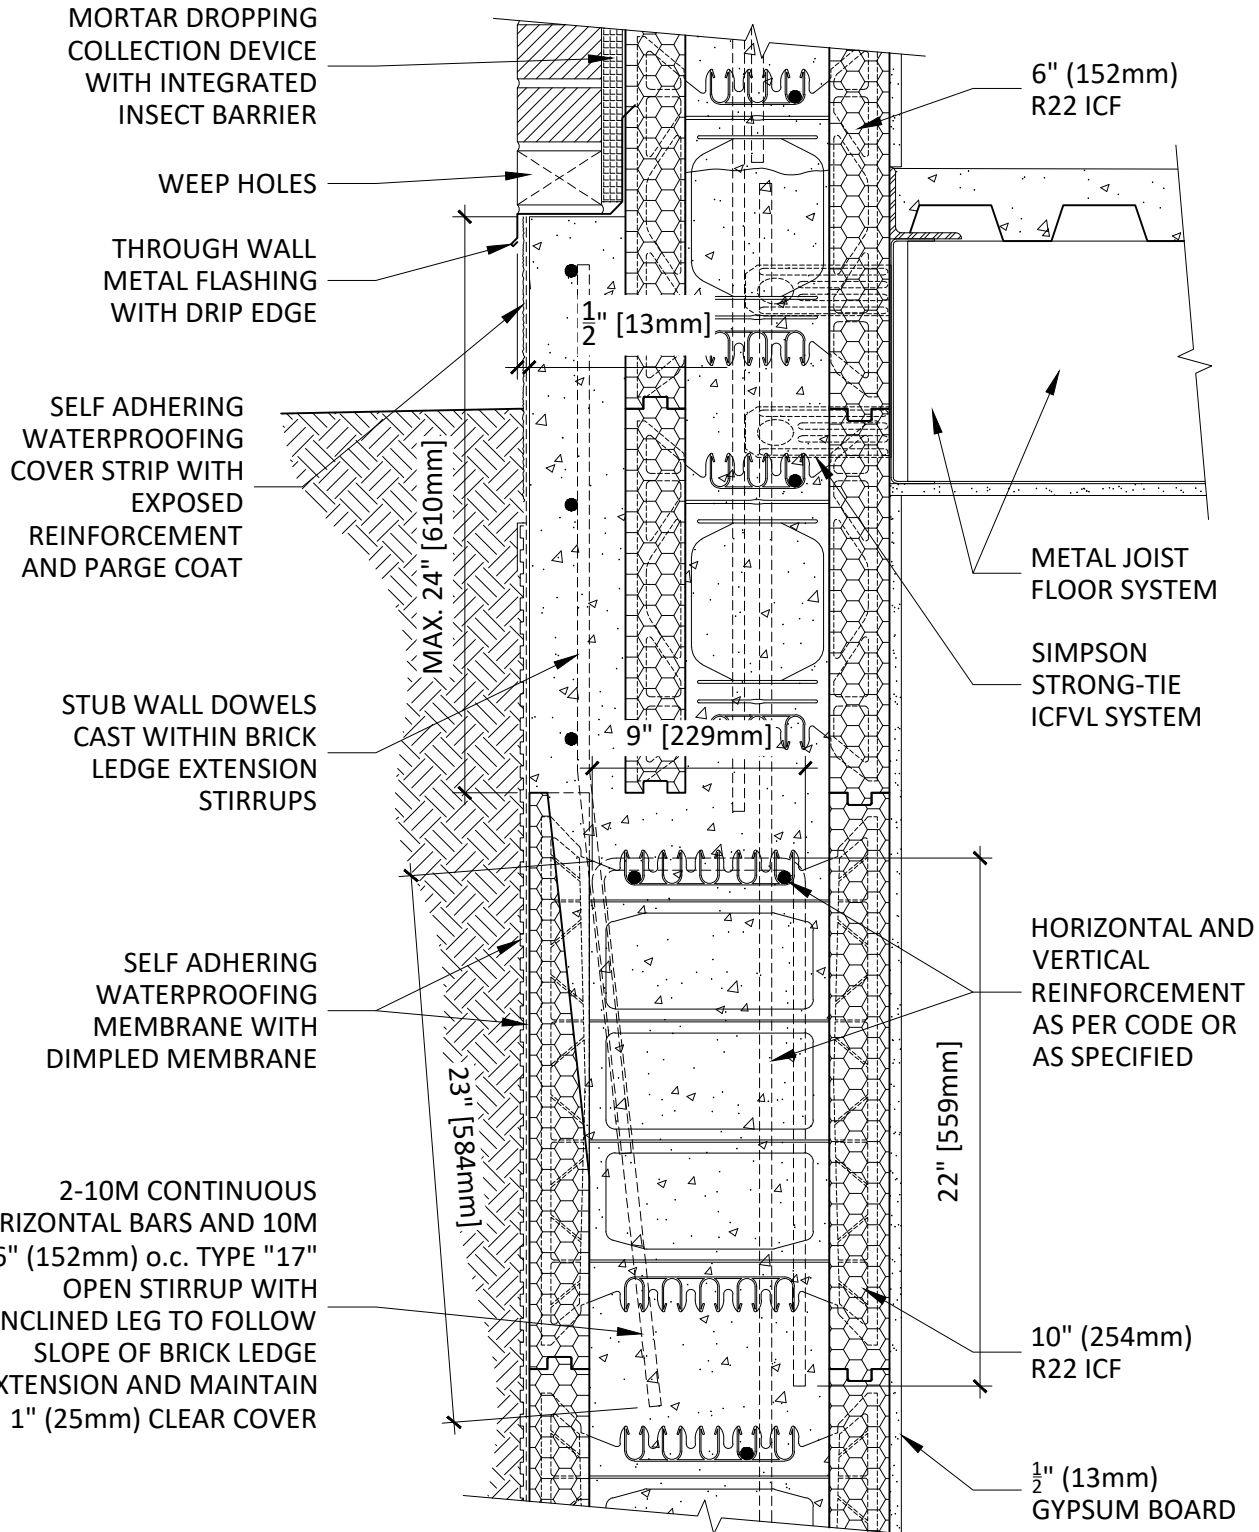 MORTAR DROPPING
COLLECTION DEVICE
WITH INTEGRATED
INSECT BARRIER
WEEP HOLES
THROUGH WALL
METAL FLASHING
WITH DRIP EDGE
SELF ADHERING
WATERPROOFING
COVER STRIP WITH
EXPOSED
REINFORCEMENT
AND PARGE COAT
STUB WALL DOWELS
CAST WITHIN BRICK
LEDGE EXTENSION
STIRRUPS
SELF ADHERING
WATERPROOFING
MEMBRANE WITH
DIMPLED MEMBRANE
2-10M CONTINUOUS
RIZONTAL BARS AND 10M
6" (152mm) o.c. TYPE "17"
OPEN STIRRUP WITH
NCLINED LEG TO FOLLOW
SLOPE OF BRICK LEDGE
XTENSION AND MAINTAIN
1" (25mm) CLEAR COVER
½" [13mm]
MAX. 24" [610mm]
9" [229mm]
23" [584mm]
22" [559mm]
6" (152mm)
R22 ICF
METAL JOIST
FLOOR SYSTEM
SIMPSON
STRONG-TIE
ICFVL SYSTEM
HORIZONTAL AND
VERTICAL
REINFORCEMENT
AS PER CODE OR
AS SPECIFIED
10" (254mm)
R22 ICF
½" (13mm)
GYPSUM BOARD